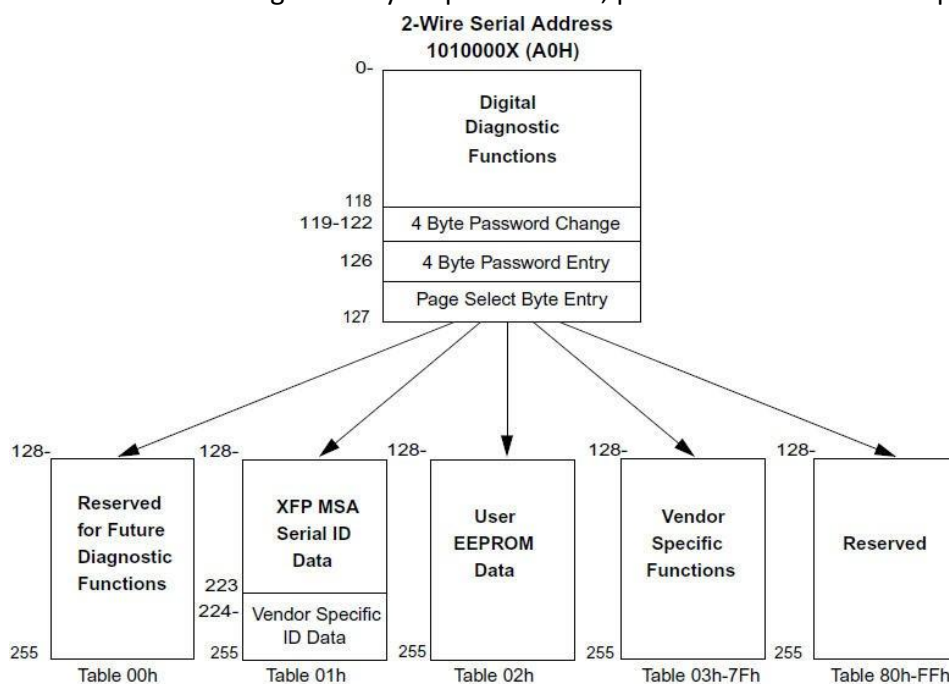 2-Wire Serial Address
1010000X (A0H)
0-
Digital
Diagnostic
Functions
118
119-122
4 Byte Password Change
126
4 Byte Password Entry
Page Select Byte Entry
127
128-
Reserved
for Future
Diagnostic
Functions
255
Table 00h
128-
XFP MSA
Serial ID
Data
223
224-
Vendor Specific
ID Data
255
Table 01h
128-
User
EEPROM
Data
255
Table 02h
128-
Vendor
Specific
Functions
255
Table 03h-7Fh
128-
Reserved
255
Table 80h-FFh